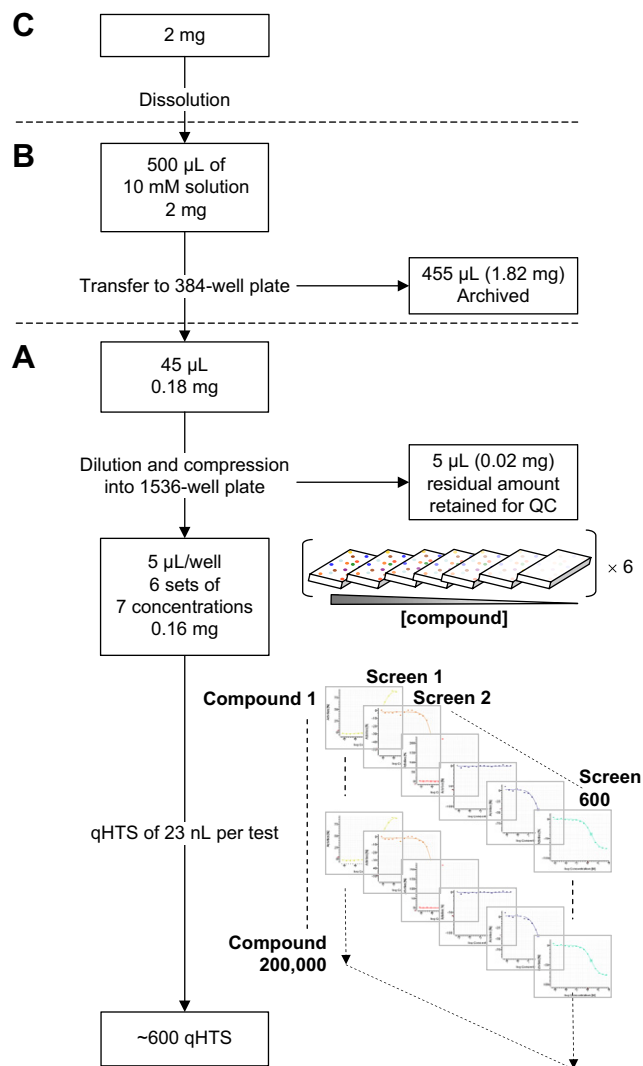 C
2 mg
Dissolution
B
500 µL of
10 mM solution
2 mg
Transfer to 384-well plate
455 µL (1.82 mg)
Archived
A
45 µL
0.18 mg
Dilution and compression
into 1536-well plate
5 µL (0.02 mg)
residual amount
retained for QC
5 µL/well
6 sets of
7 concentrations
0.16 mg
× 6
[compound]
Screen 1
Compound 1
Screen 2
Screen
600
qHTS of 23 nL per test
Compound
200,000
~600 qHTS